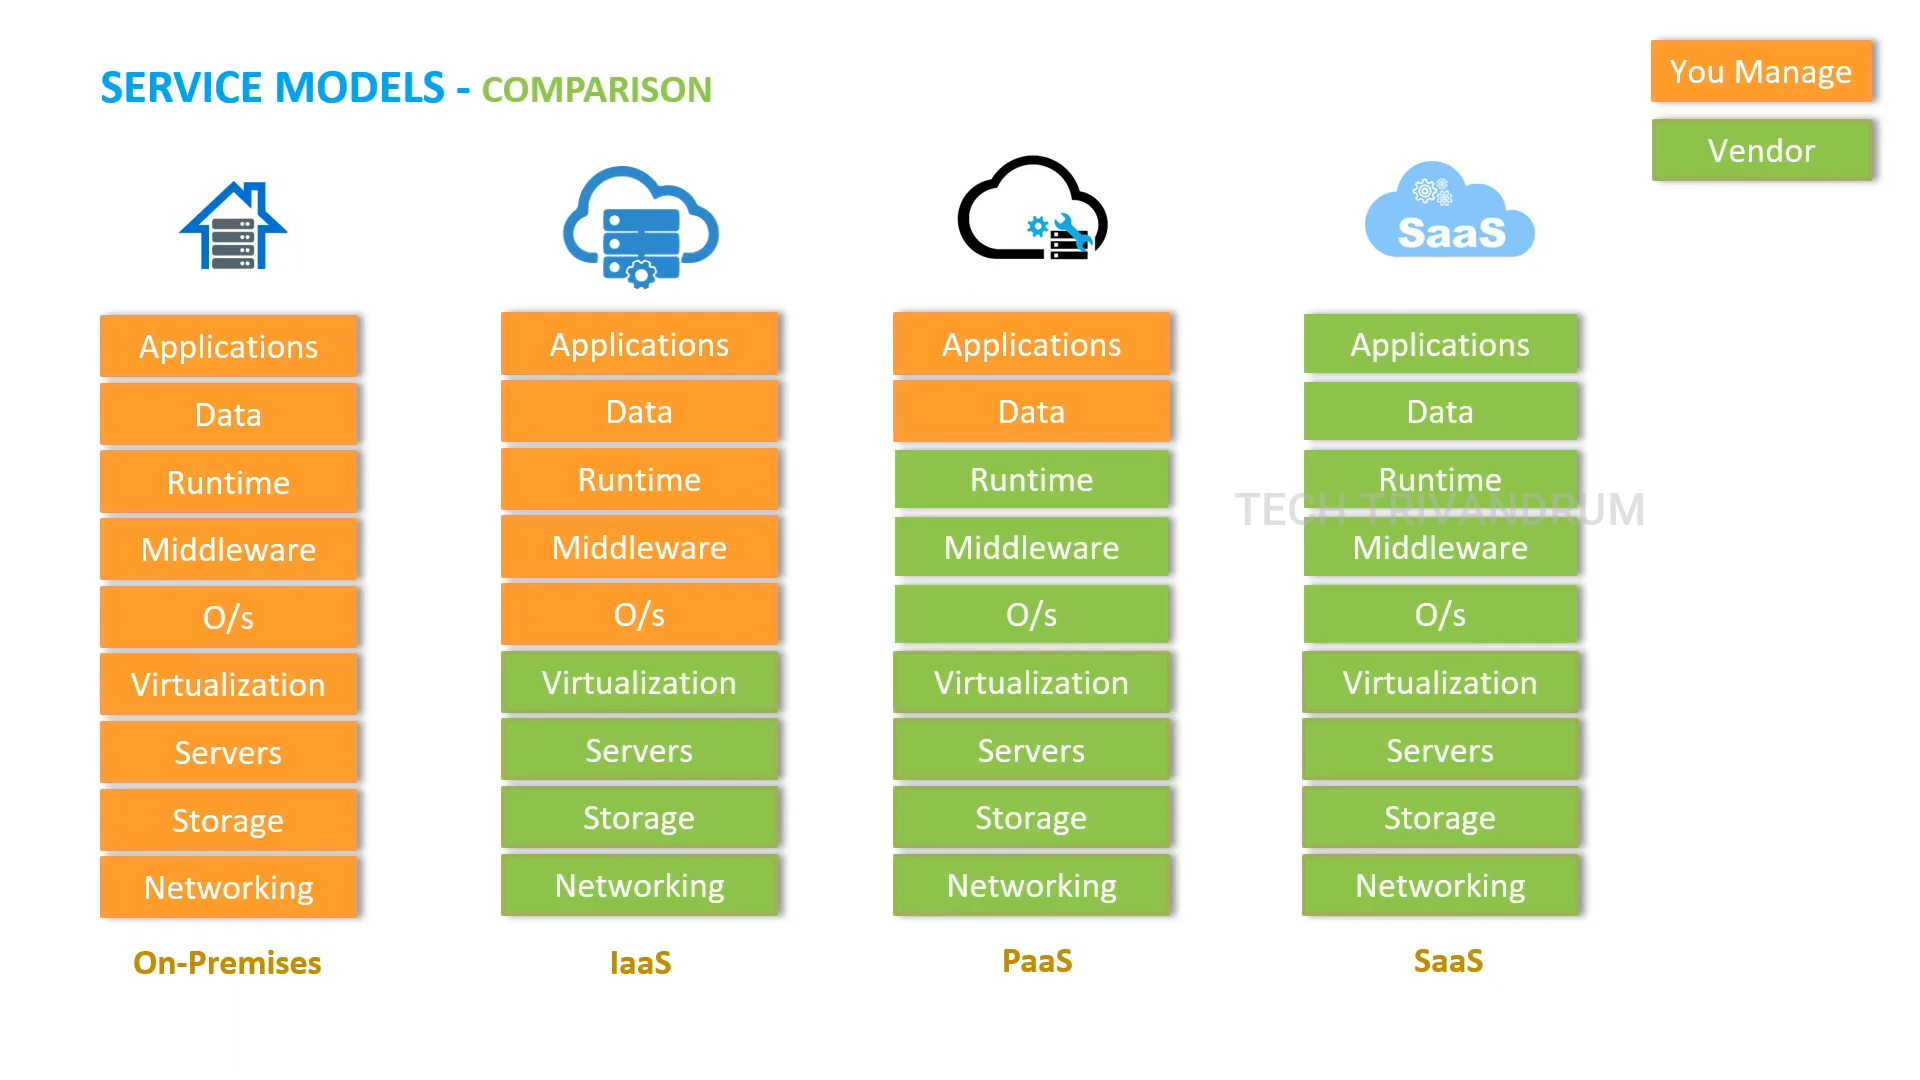 SERVICE MODELS - COMPARISON
You Manage
Vendor
SaaS
Applications
Data
Runtime
Middleware
O/s
Virtualization
Servers
Storage
Networking
On-Premises
Applications
Data
Runtime
Middleware
O/s
Virtualization
Servers
Storage
Networking
IaaS
Applications
Data
Runtime
Middleware
O/s
Virtualization
Servers
Storage
Networking
PaaS
Applications
Data
Runtime
TECH TRIVANDRUM
Middleware
O/s
Virtualization
Servers
Storage
Networking
SaaS